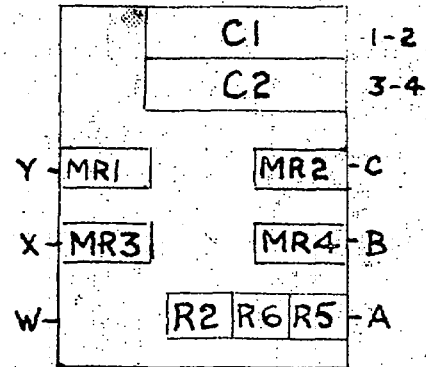 C1 1-2
C2 3-4
Y MR1 MR2 C
X MR3 MR4 B
W R2 R6 R5 A